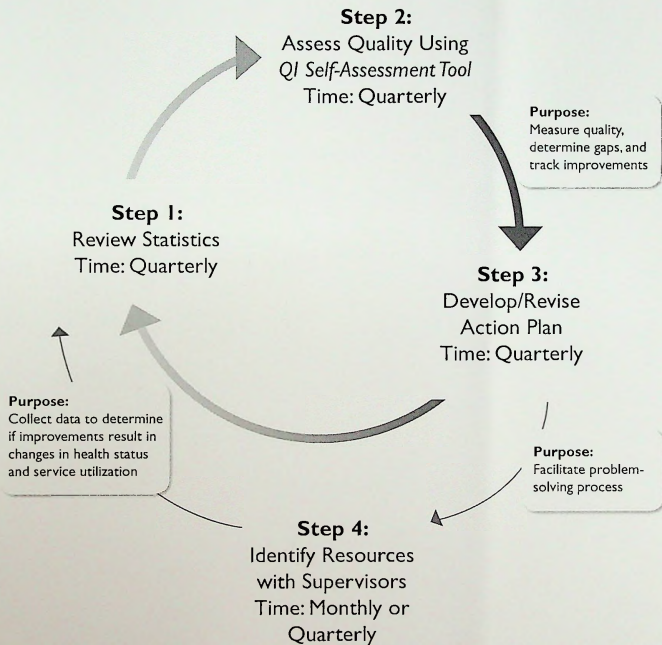 Step 2:
Assess Quality Using
QI Self-Assessment Tool
Time: Quarterly
Purpose:
Measure quality,
determine gaps, and
track improvements
Step 1:
Review Statistics
Time: Quarterly
Step 3:
Develop/Revise
Action Plan
Time: Quarterly
Purpose:
Collect data to determine
if improvements result in
changes in health status
and service utilization
Purpose:
Facilitate problem-
solving process
Step 4:
Identify Resources
with Supervisors
Time: Monthly or
Quarterly